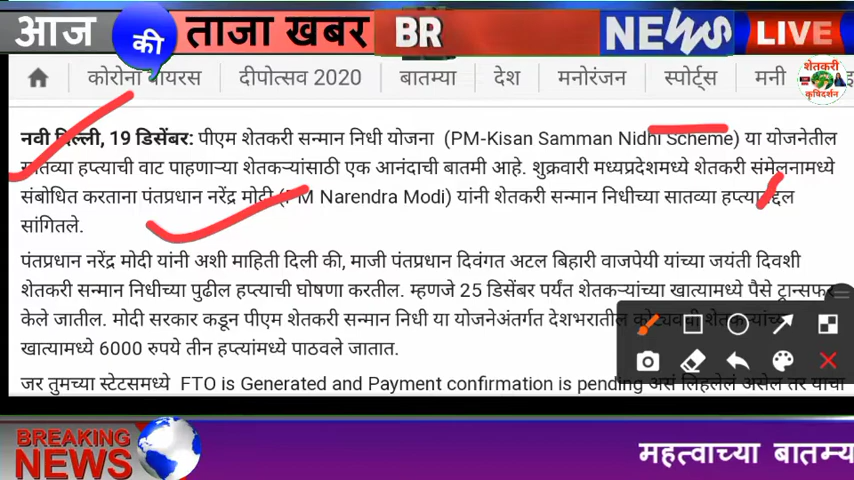 आज की ताजा खबर BR NEWS LIVE
कोरोना वायरस दीपोत्सव 2020 बातम्या देश मनोरंजन स्पोर्ट्स मनी
शेतकरी
कृषिदर्शन
नवी दिल्ली, 19 डिसेंबर: पीएम शेतकरी सन्मान निधी योजना (PM-Kisan Samman Nidhi Scheme) या योजनेतील
सातव्या हप्त्याची वाट पाहणाऱ्या शेतकऱ्यांसाठी एक आनंदाची बातमी आहे. शुक्रवारी मध्यप्रदेशमध्ये शेतकरी संमेलनामध्ये
संबोधित करताना पंतप्रधान नरेंद्र मोदी (PM Narendra Modi) यांनी शेतकरी सन्मान निधीच्या सातव्या हप्त्याबद्दल
सांगितले.
पंतप्रधान नरेंद्र मोदी यांनी अशी माहिती दिली की, माजी पंतप्रधान दिवंगत अटल बिहारी वाजपेयी यांच्या जयंती दिवशी
शेतकरी सन्मान निधीच्या पुढील हप्त्याची घोषणा करतील. म्हणजे 25 डिसेंबर पर्यंत शेतकऱ्यांच्या खात्यामध्ये पैसे ट्रान्सफर
केले जातील. मोदी सरकार कडून पीएम शेतकरी सन्मान निधी या योजनेअंतर्गत देशभरातील कोट्यवधी शेतकऱ्यांच्या
खात्यामध्ये 6000 रुपये तीन हप्त्यांमध्ये पाठवले जातात.
जर तुमच्या स्टेटसमध्ये FTO is Generated and Payment confirmation is pending असं लिहलेलं असेल तर याचा
BREAKING
NEWS
महत्वाच्या बातम्य